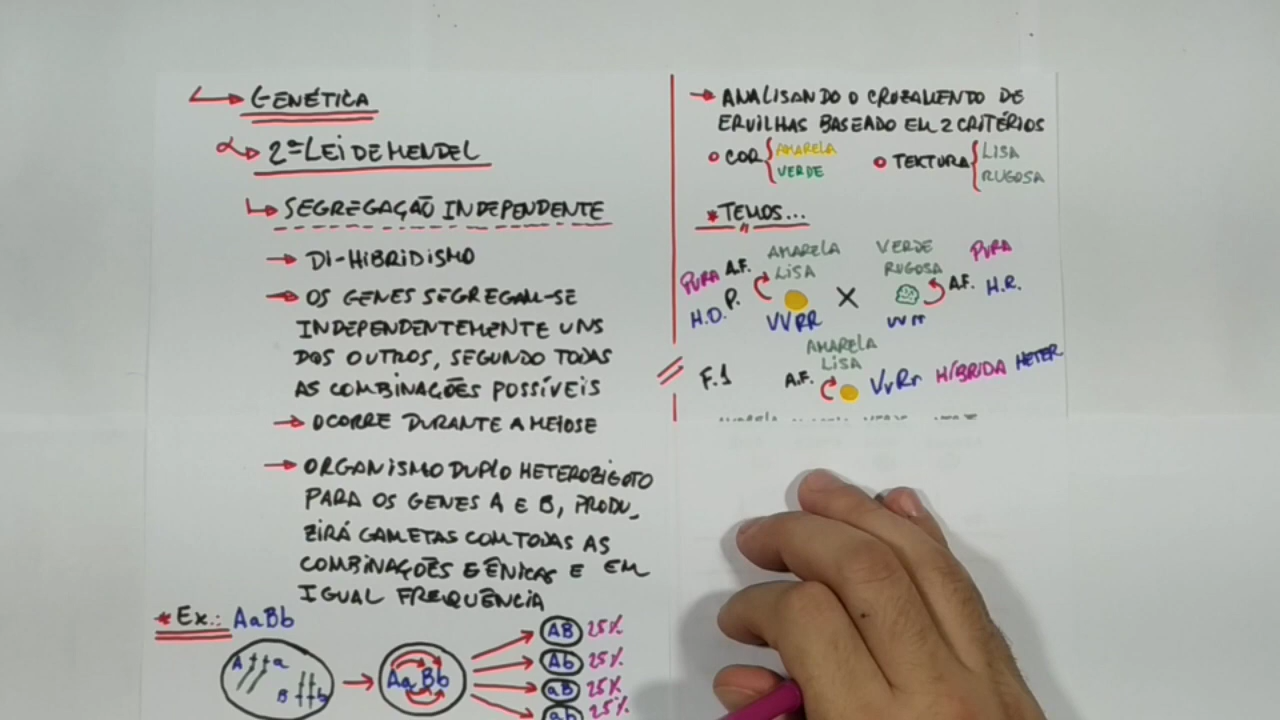 GENÉTICA
2ª LEI DE MENDEL
SEGREGAÇÃO INDEPENDENTE
DI-HIBRIDISMO
OS GENES SEGREGAM-SE
INDEPENDENTEMENTE UNS
DOS OUTROS, SEGUNDO TODAS
AS COMBINAÇÕES POSSÍVEIS
OCORRE DURANTE A MEIOSE
ORGANISMO DUPLO HETEROZIGOTO
PARA OS GENES A E B, PRODU_
ZIRÁ GAMETAS COM TODAS AS
COMBINAÇÕES GÊNICAS E EM
IGUAL FREQUÊNCIA
* Ex.: AaBb
A a
B b
Aa Bb
AB 25%
Ab 25%
aB 25%
ab 25%
ANALISANDO O CRUZAMENTO DE
ERVILHAS BASEADO EM 2 CRITÉRIOS
COR { AMARELA
VERDE
TEXTURA { LISA
RUGOSA
* TEMOS...
AMARELA VERDE PURA
PURA A.F. LISA RUGOSA A.F. H.R.
H.D. P. X
VVRR vvrr
AMARELA
LISA
F.1 A.F. VvRr HÍBRIDA HETER